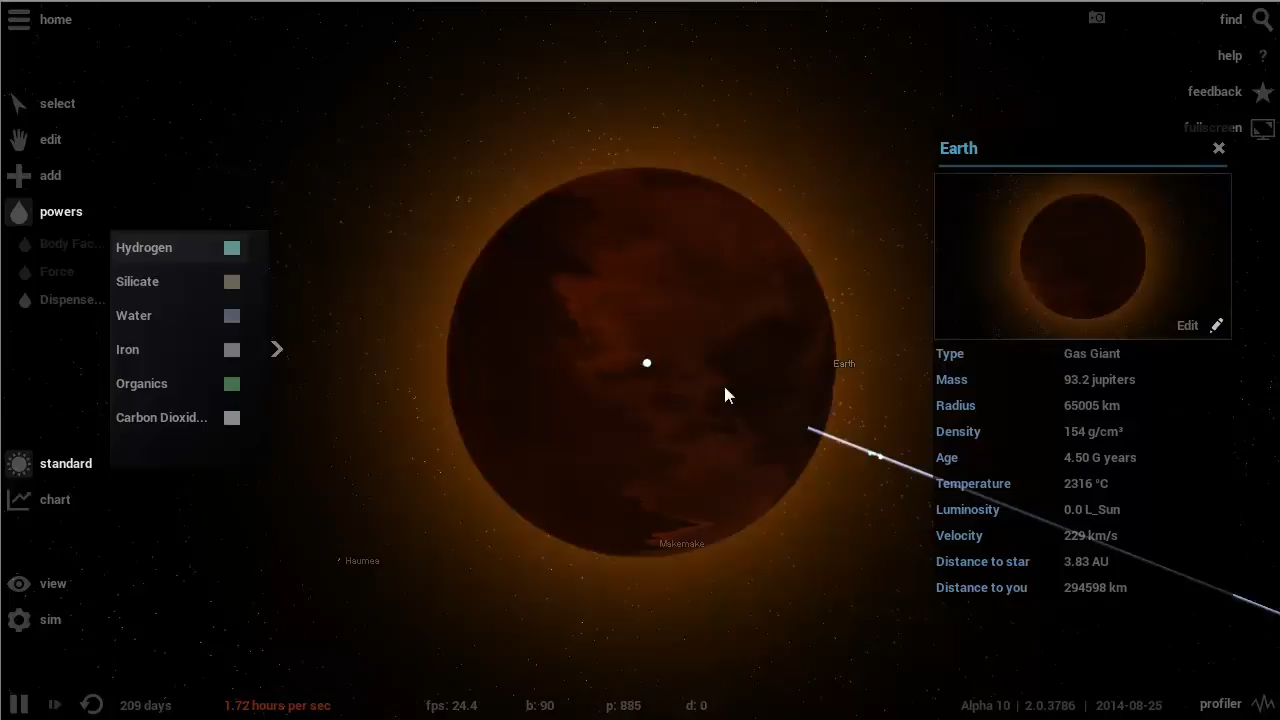 home
find
help
feedback
fullscreen
select
edit
add
powers
Body Fac...
Force
Dispense...
Hydrogen
Silicate
Water
Iron
Organics
Carbon Dioxid...
standard
chart
view
sim
Earth
Makemake
Haumea
Earth
Edit
Type Gas Giant
Mass 93.2 jupiters
Radius 65005 km
Density 154 g/cm³
Age 4.50 G years
Temperature 2316 °C
Luminosity 0.0 L_Sun
Velocity 229 km/s
Distance to star 3.83 AU
Distance to you 294598 km
209 days 1.72 hours per sec fps: 24.4 b: 90 p: 885 d: 0 Alpha 10 | 2.0.3786 | 2014-08-25 profiler